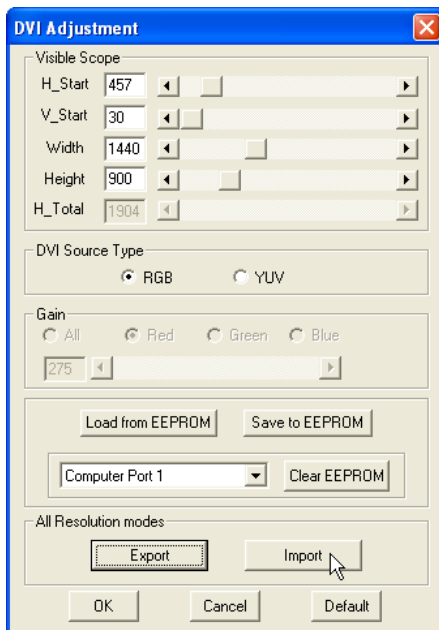 DVI Adjustment
Visible Scope
H_Start 457
V_Start 30
Width 1440
Height 900
H_Total 1904
DVI Source Type
RGB YUV
Gain
All Red Green Blue
275
Load from EEPROM Save to EEPROM
Computer Port 1 Clear EEPROM
All Resolution modes
Export Import
OK Cancel Default